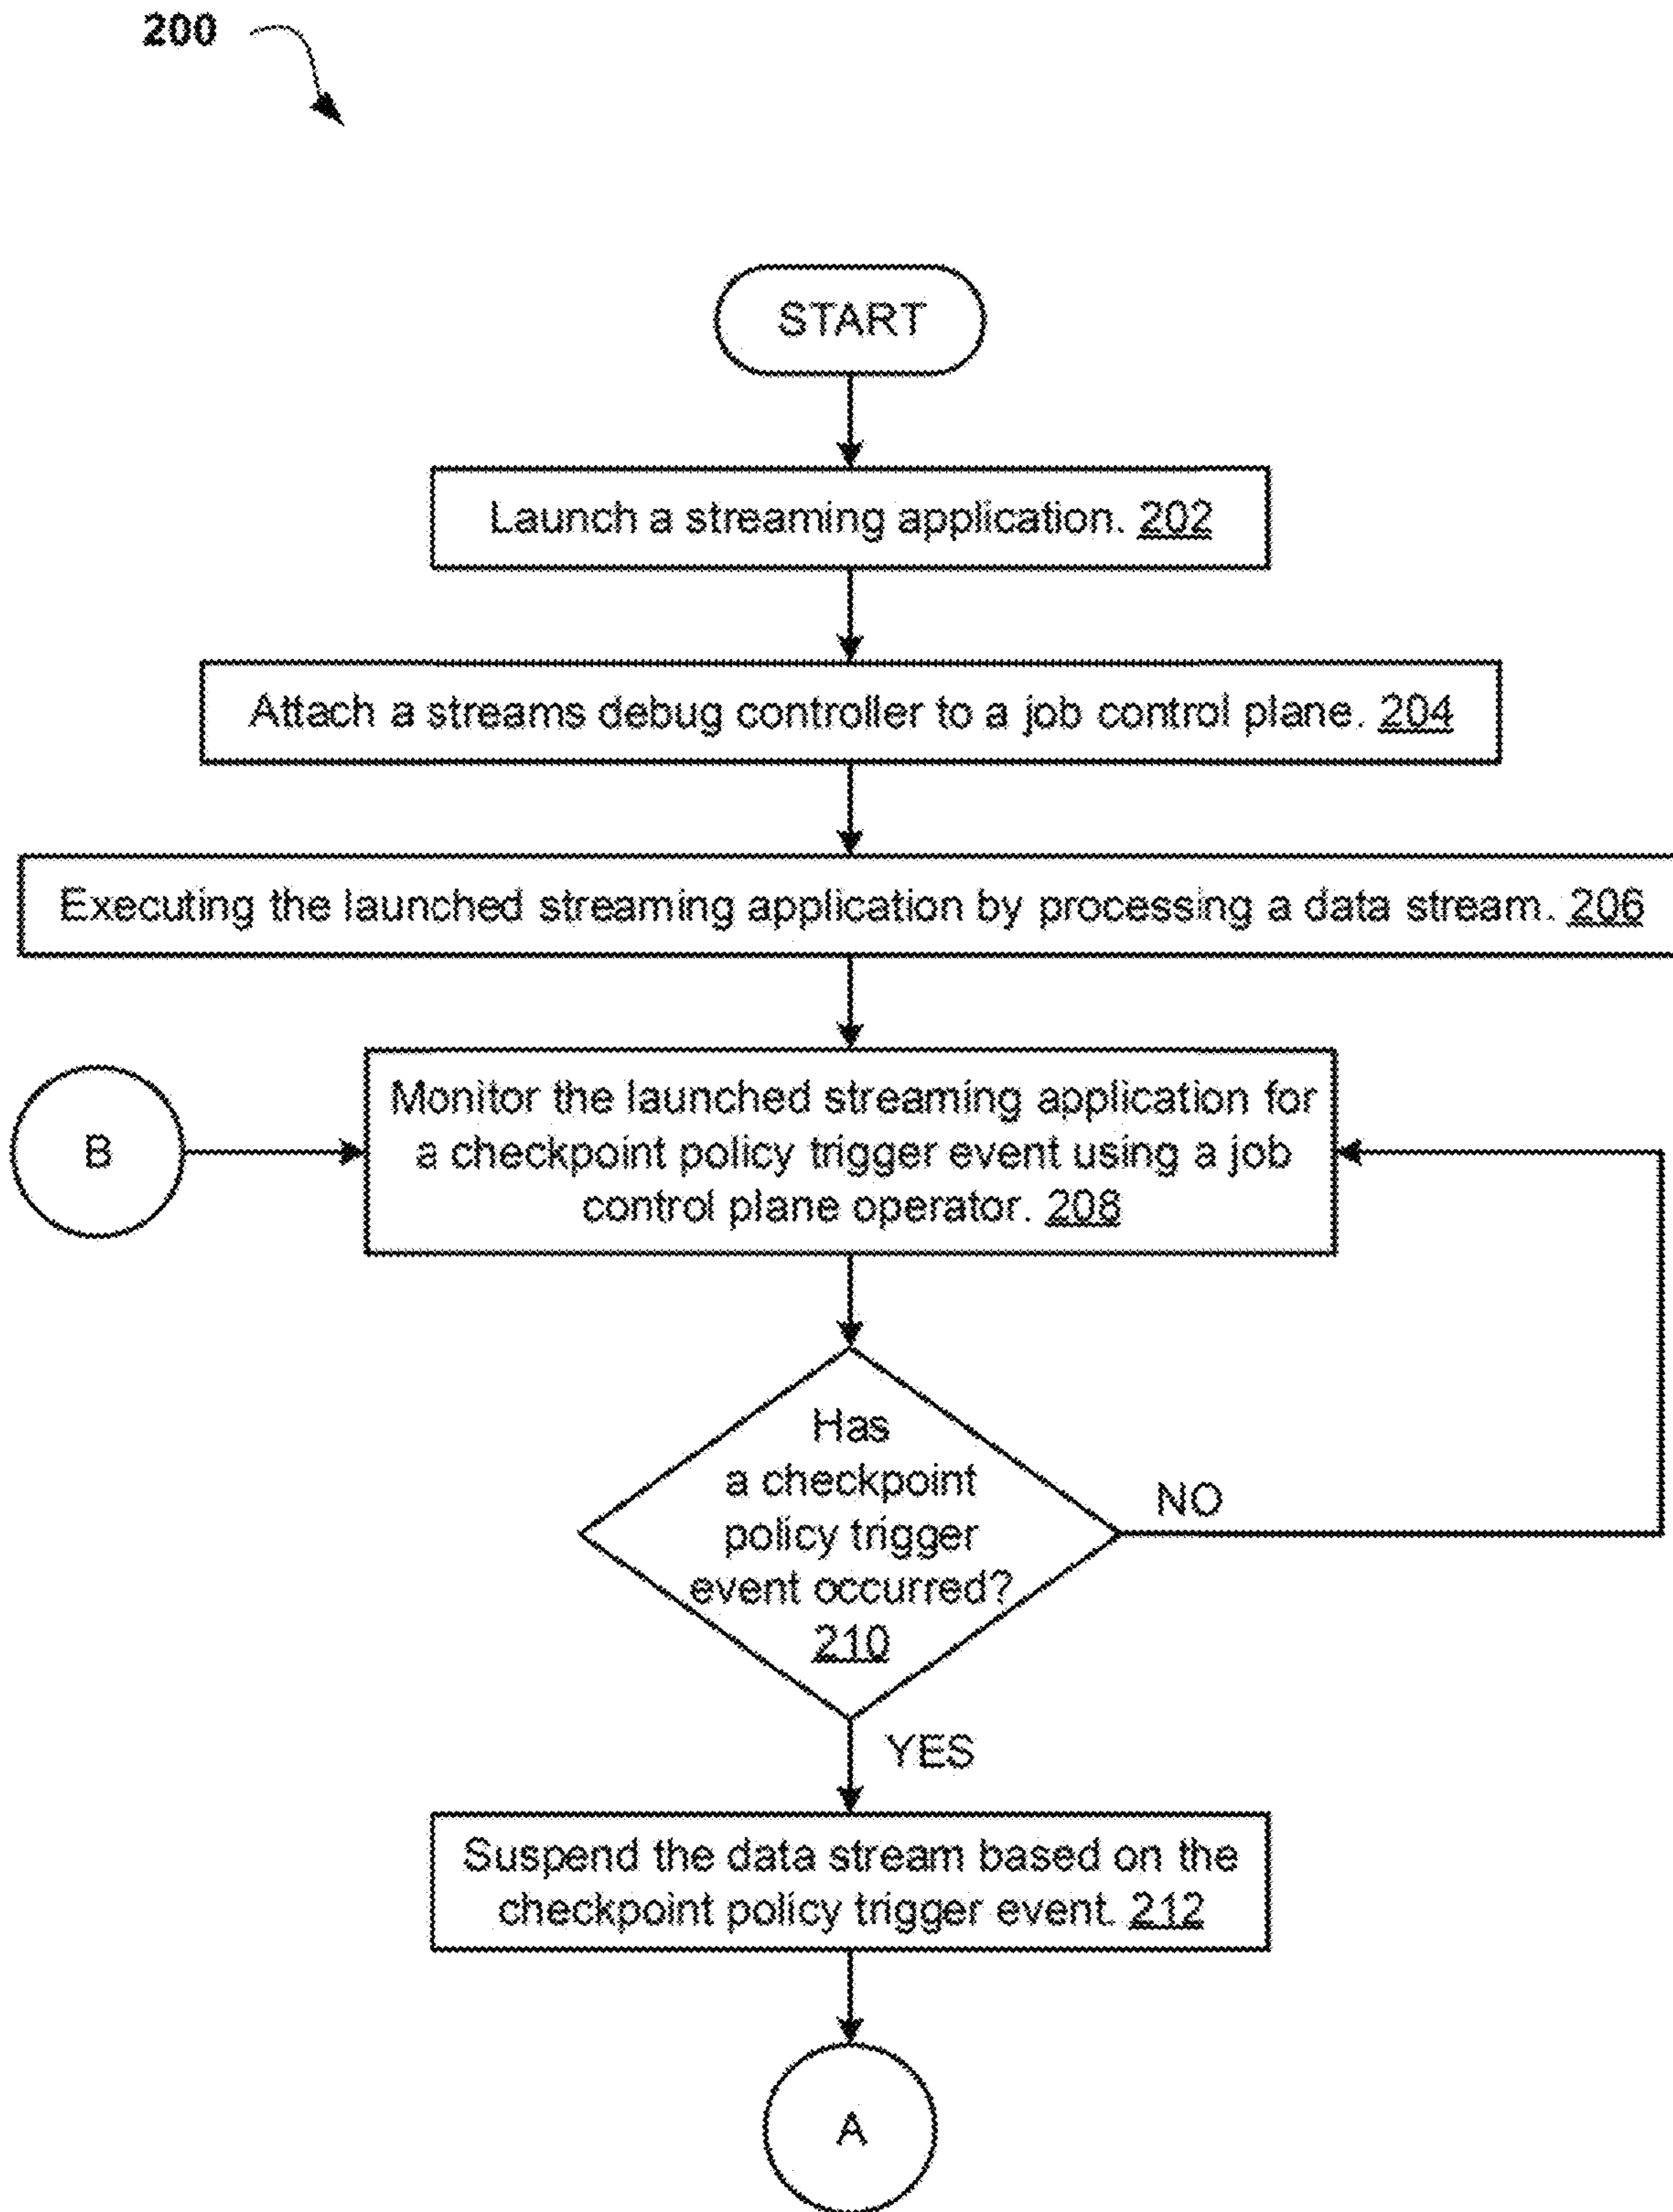 200
START
Launch a streaming application. 202
Attach a streams debug controller to a job control plane. 204
Executing the launched streaming application by processing a data stream. 206
B
Monitor the launched streaming application for
a checkpoint policy trigger event using a job
control plane operator. 208
Has
a checkpoint
policy trigger
event occurred?
210
NO
YES
Suspend the data stream based on the
checkpoint policy trigger event. 212
A